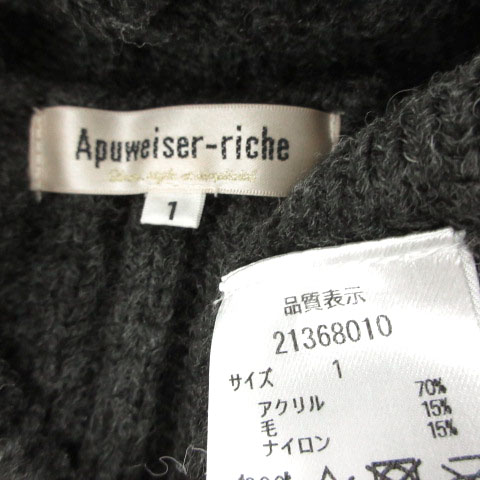 Apuweiser-riche
1
品質表示
21368010
サイズ 1
アクリル 70%
毛 15%
ナイロン 15%